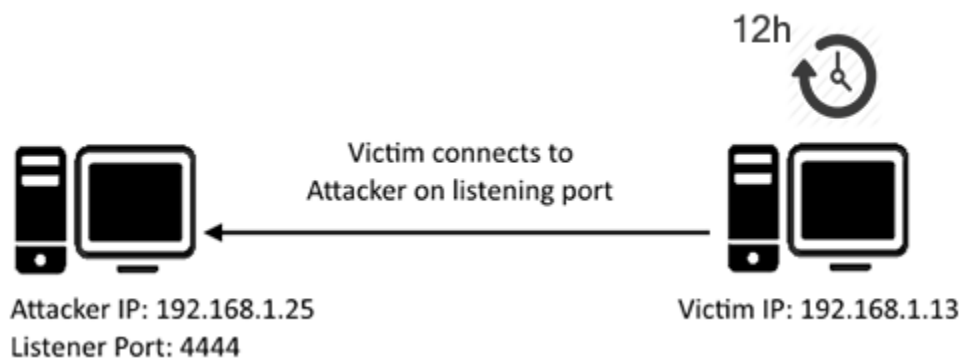 12h
Victim connects to
Attacker on listening port
Attacker IP: 192.168.1.25
Listener Port: 4444
Victim IP: 192.168.1.13